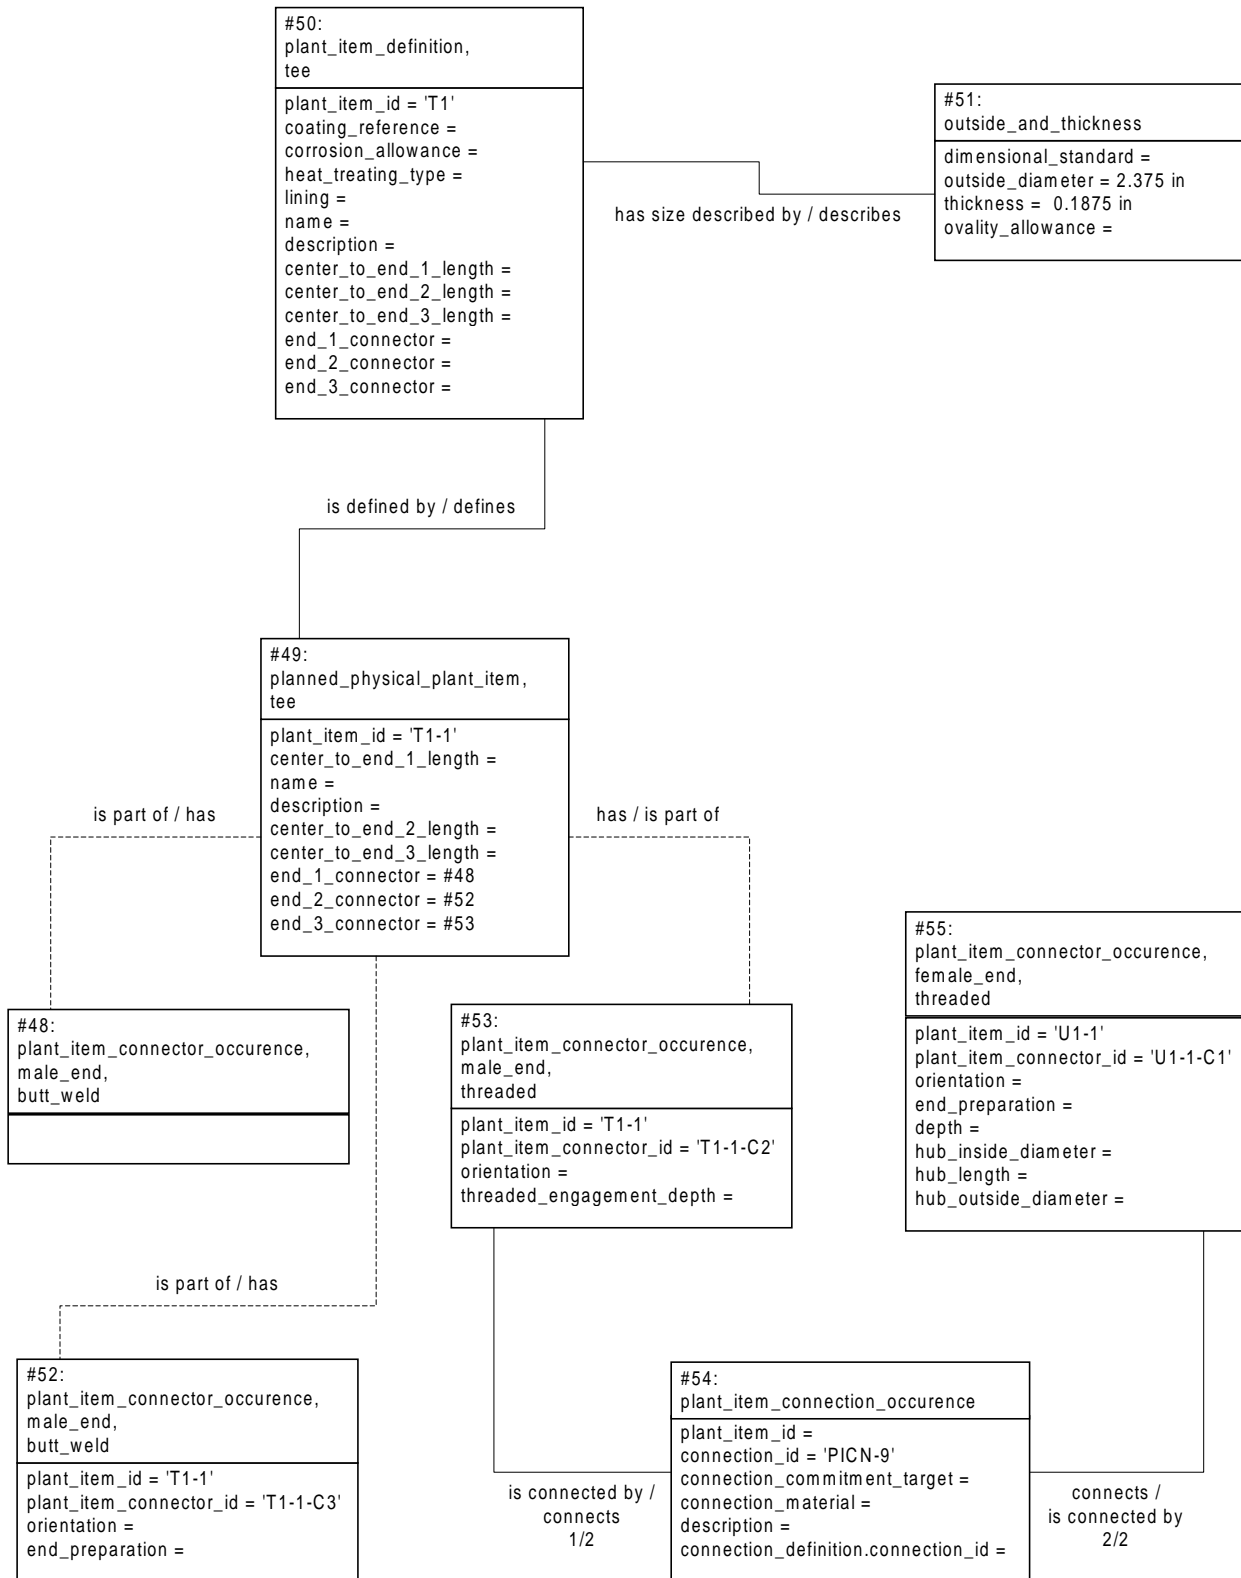 #50:
plant_item_definition,
tee
plant_item_id = 'T1'
coating_reference =
corrosion_allowance =
heat_treating_type =
lining =
name =
description =
center_to_end_1_length =
center_to_end_2_length =
center_to_end_3_length =
end_1_connector =
end_2_connector =
end_3_connector =
#51:
outside_and_thickness
dimensional_standard =
outside_diameter = 2.375 in
thickness = 0.1875 in
ovality_allowance =
has size described by / describes
is defined by / defines
#49:
planned_physical_plant_item,
tee
plant_item_id = 'T1-1'
center_to_end_1_length =
name =
description =
center_to_end_2_length =
center_to_end_3_length =
end_1_connector = #48
end_2_connector = #52
end_3_connector = #53
is part of / has
has / is part of
#48:
plant_item_connector_occurence,
male_end,
butt_weld
#53:
plant_item_connector_occurence,
male_end,
threaded
plant_item_id = 'T1-1'
plant_item_connector_id = 'T1-1-C2'
orientation =
threaded_engagement_depth =
#55:
plant_item_connector_occurence,
female_end,
threaded
plant_item_id = 'U1-1'
plant_item_connector_id = 'U1-1-C1'
orientation =
end_preparation =
depth =
hub_inside_diameter =
hub_length =
hub_outside_diameter =
is part of / has
#52:
plant_item_connector_occurence,
male_end,
butt_weld
plant_item_id = 'T1-1'
plant_item_connector_id = 'T1-1-C3'
orientation =
end_preparation =
is connected by /
connects
1/2
#54:
plant_item_connection_occurence
plant_item_id =
connection_id = 'PICN-9'
connection_commitment_target =
connection_material =
description =
connection_definition.connection_id =
connects /
is connected by
2/2